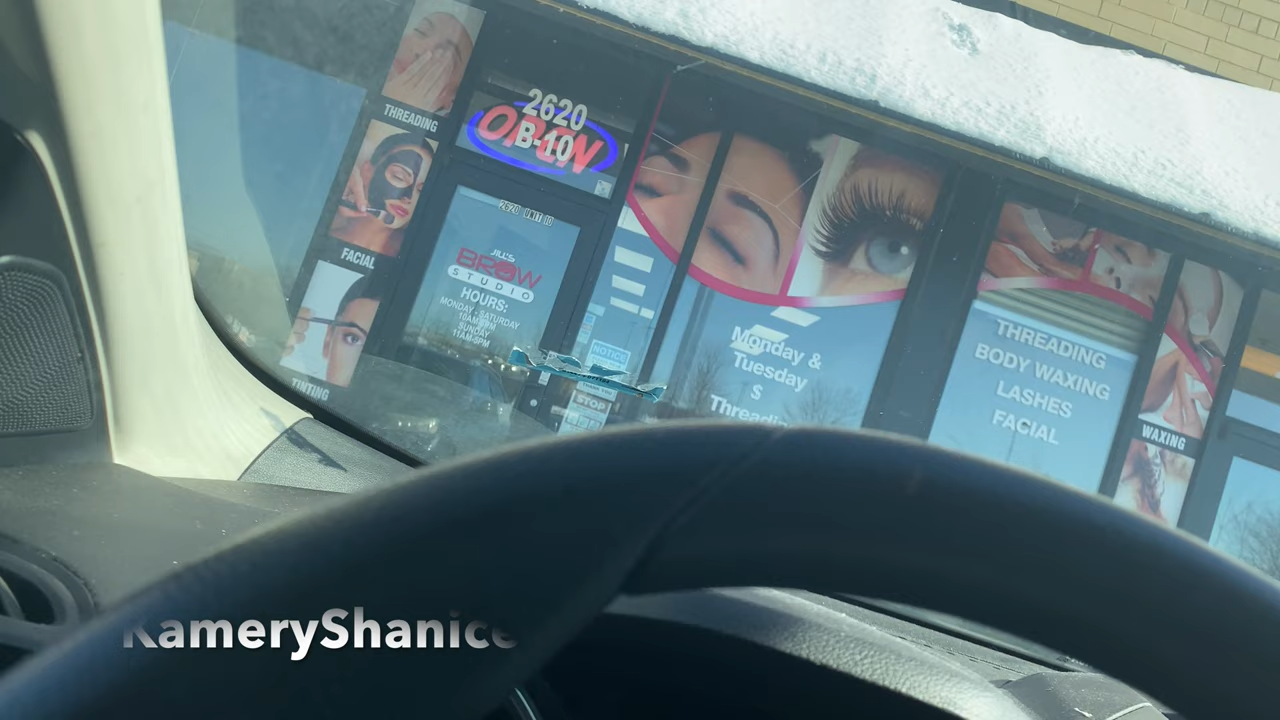 THREADING
FACIAL
TINTING
2620
B-10
OPEN
2620 UNIT 10
JILL'S
BROW
STUDIO
HOURS:
MONDAY - SATURDAY
SUNDAY
NOTICE
STOP
Monday &
Tuesday
$
THREADING
BODY WAXING
LASHES
FACIAL
WAXING
KameryShanice